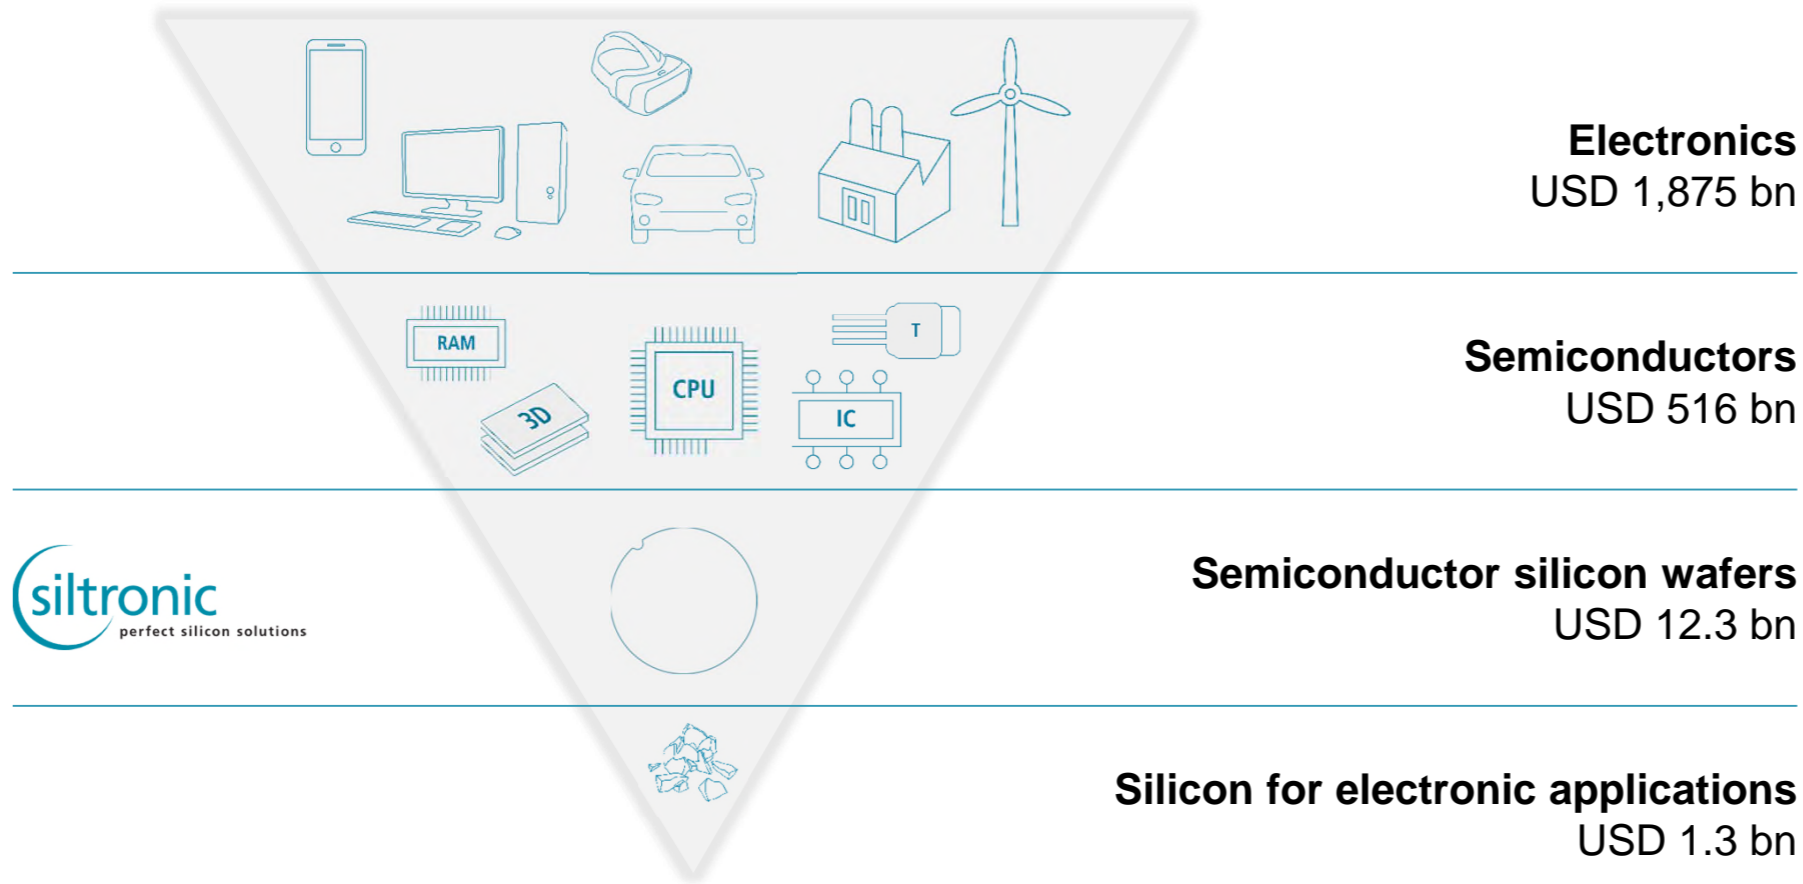 Electronics
USD 1,875 bn
RAM
T
CPU
3D
IC
Semiconductors
USD 516 bn
siltronic
perfect silicon solutions
Semiconductor silicon wafers
USD 12.3 bn
Silicon for electronic applications
USD 1.3 bn